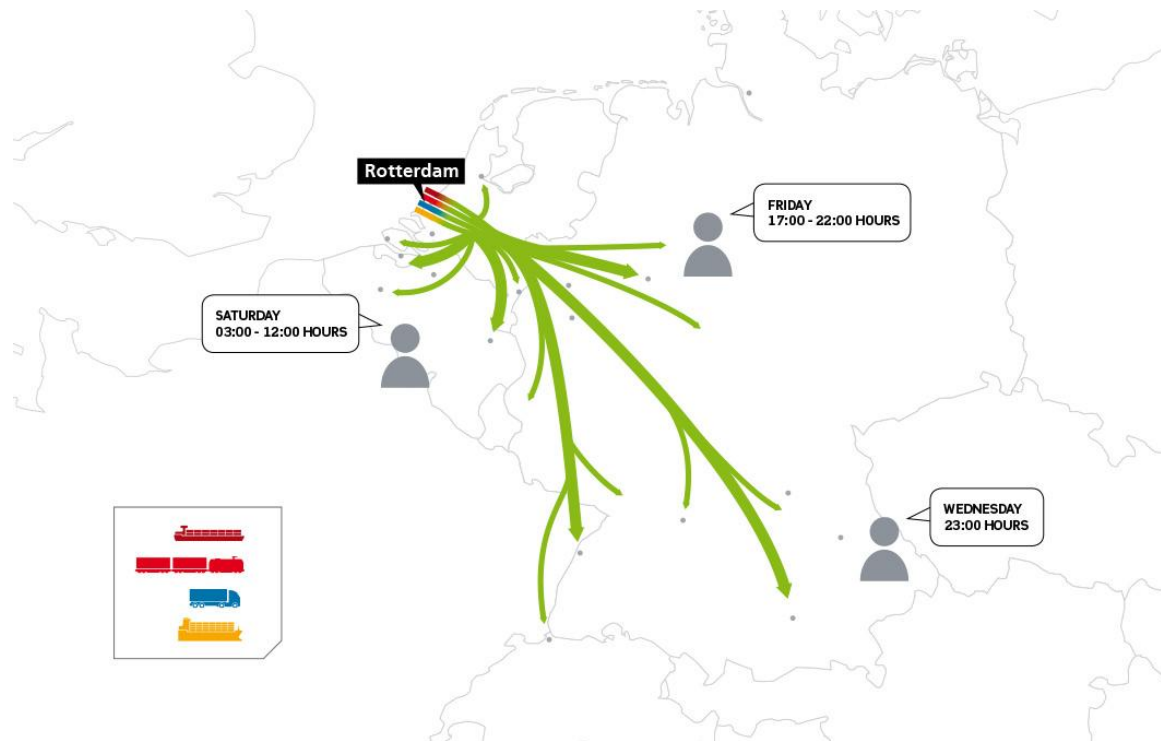 Rotterdam
FRIDAY
17:00 - 22:00 HOURS
SATURDAY
03:00 - 12:00 HOURS
WEDNESDAY
23:00 HOURS